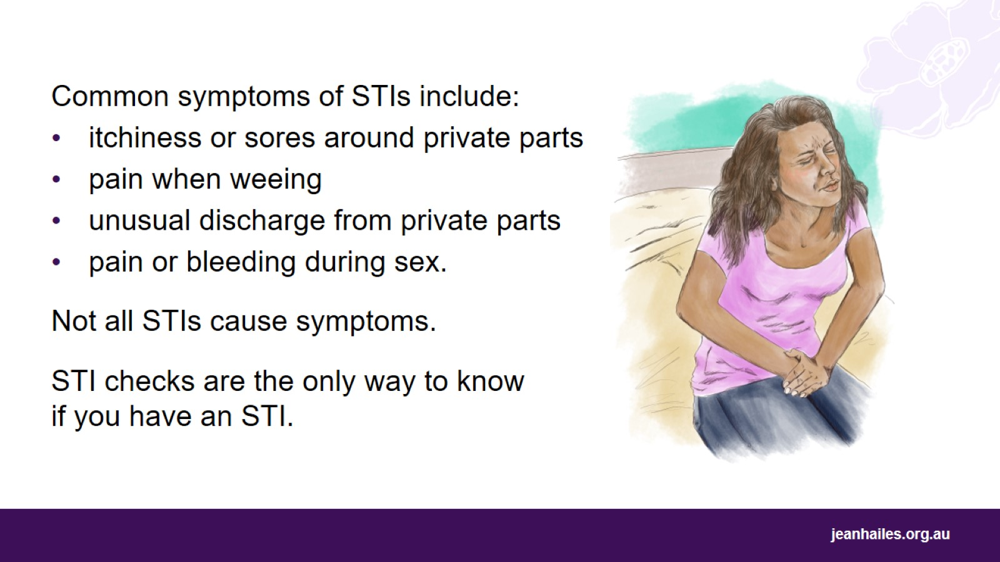 Common symptoms of STIs include:
• itchiness or sores around private parts
• pain when weeing
• unusual discharge from private parts
• pain or bleeding during sex.
Not all STIs cause symptoms.
STI checks are the only way to know
if you have an STI.
jeanhailes.org.au